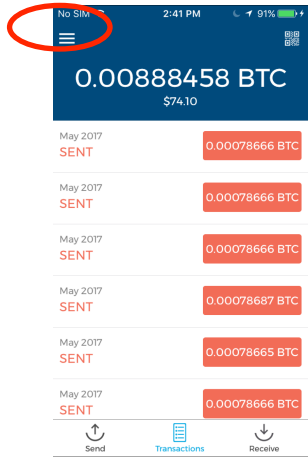 No SIM 2:41 PM 91%
0.00888458 BTC
$74.10
May 2017
SENT
0.00078666 BTC
May 2017
SENT
0.00078666 BTC
May 2017
SENT
0.00078666 BTC
May 2017
SENT
0.00078687 BTC
May 2017
SENT
0.00078665 BTC
May 2017
SENT
0.00078666 BTC
Send Transactions Receive